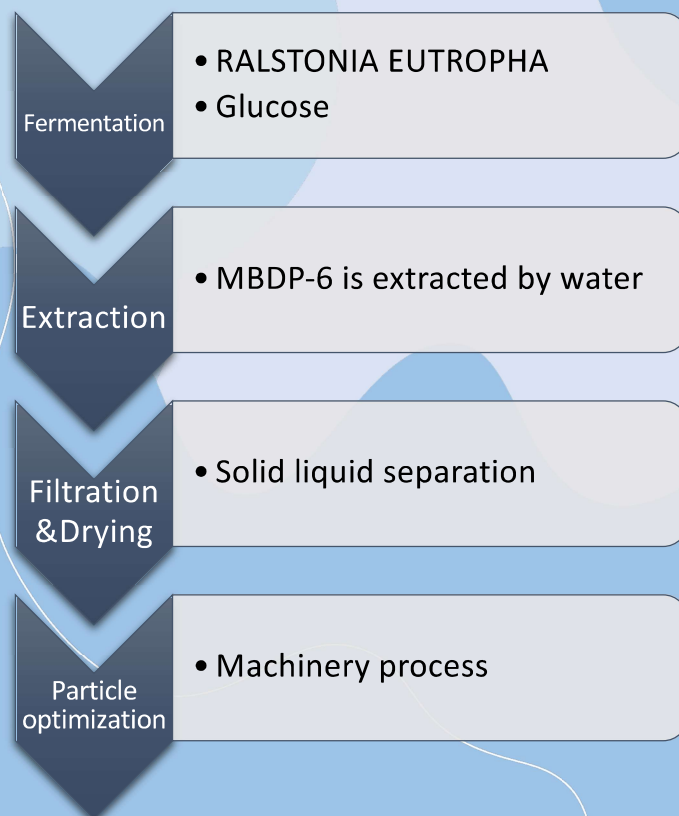 Fermentation
• RALSTONIA EUTROPHA
• Glucose
Extraction
• MBDP-6 is extracted by water
Filtration
&Drying
• Solid liquid separation
Particle
optimization
• Machinery process